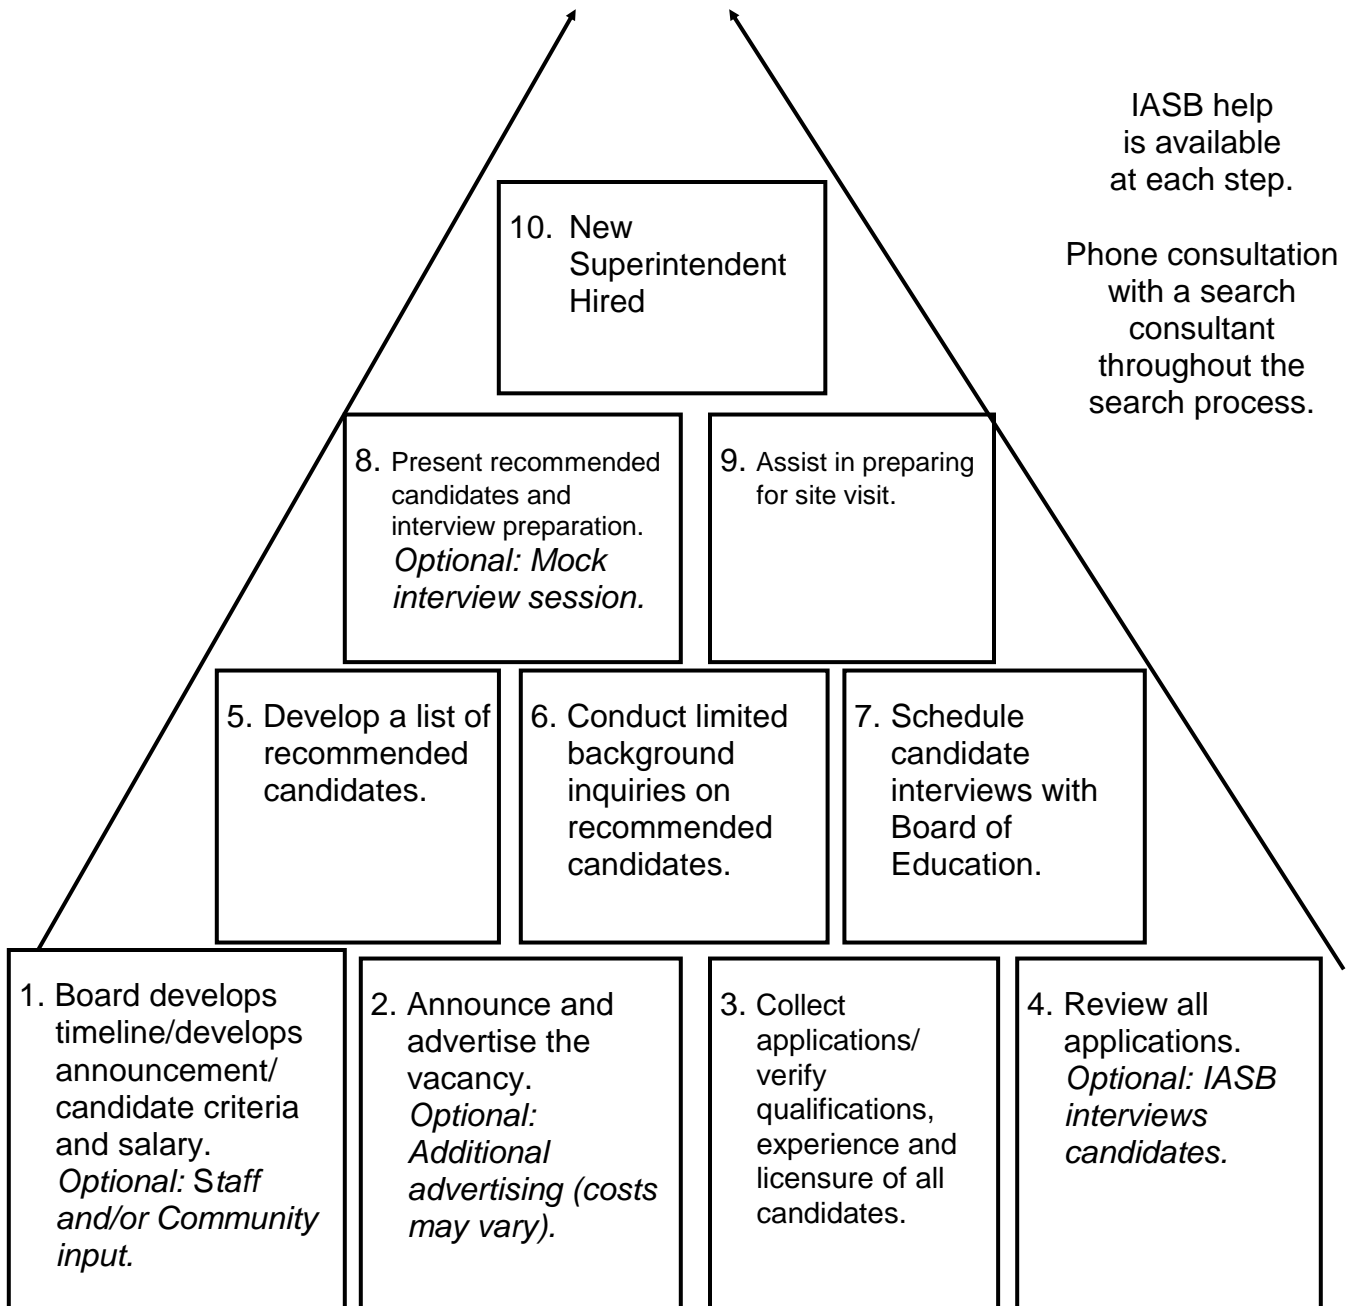 IASB help
is available
at each step.
Phone consultation
with a search
consultant
throughout the
search process.
10. New
Superintendent
Hired
8. Present recommended
candidates and
interview preparation.
Optional: Mock
interview session.
9. Assist in preparing
for site visit.
5. Develop a list of
recommended
candidates.
6. Conduct limited
background
inquiries on
recommended
candidates.
7. Schedule
candidate
interviews with
Board of
Education.
1. Board develops
timeline/develops
announcement/
candidate criteria
and salary.
Optional: Staff
and/or Community
input.
2. Announce and
advertise the
vacancy.
Optional:
Additional
advertising (costs
may vary).
3. Collect
applications/
verify
qualifications,
experience and
licensure of all
candidates.
4. Review all
applications.
Optional: IASB
interviews
candidates.